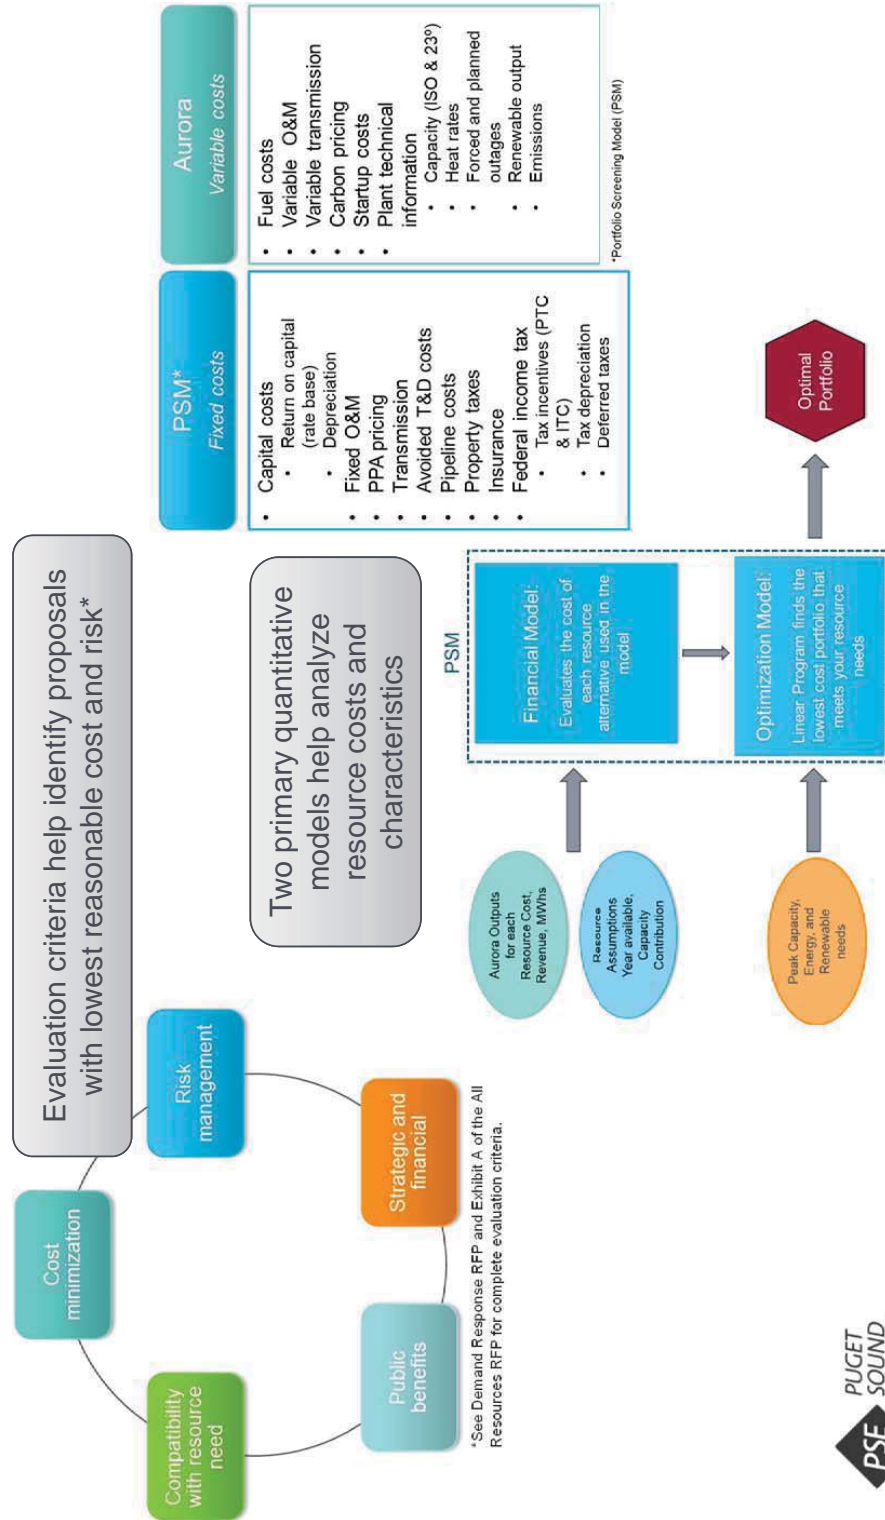 Evaluation criteria help identify proposals
with lowest reasonable cost and risk*
Cost
minimization
Risk
management
Strategic and
financial
Public
benefits
Compatibility
with resource
need
*See Demand Response RFP and Exhibit A of the All
Resources RFP for complete evaluation criteria.
Two primary quantitative
models help analyze
resource costs and
characteristics
PSM*
Fixed costs
• Capital costs
• Return on capital
(rate base)
• Depreciation
• Fixed O&M
• PPA pricing
• Transmission
• Avoided T&D costs
• Pipeline costs
• Property taxes
• Insurance
• Federal income tax
• Tax incentives (PTC
& ITC)
• Tax depreciation
• Deferred taxes
Aurora
Variable costs
• Fuel costs
• Variable O&M
• Variable transmission
• Carbon pricing
• Startup costs
• Plant technical
information
• Capacity (ISO & 23º)
• Heat rates
• Forced and planned
outages
• Renewable output
• Emissions
*Portfolio Screening Model (PSM)
Aurora Outputs
for each
Resource Cost,
Revenue, MWhs
Resource
Assumptions
Year available,
Capacity
Contribution
Peak Capacity,
Energy, and
Renewable
needs
PSM
Financial Model:
Evaluates the cost of
each resource
alternative used in the
model
Optimization Model:
Linear Program finds the
lowest cost portfolio that
meets your resource
needs
Optimal
Portfolio
PSE
PUGET
SOUND